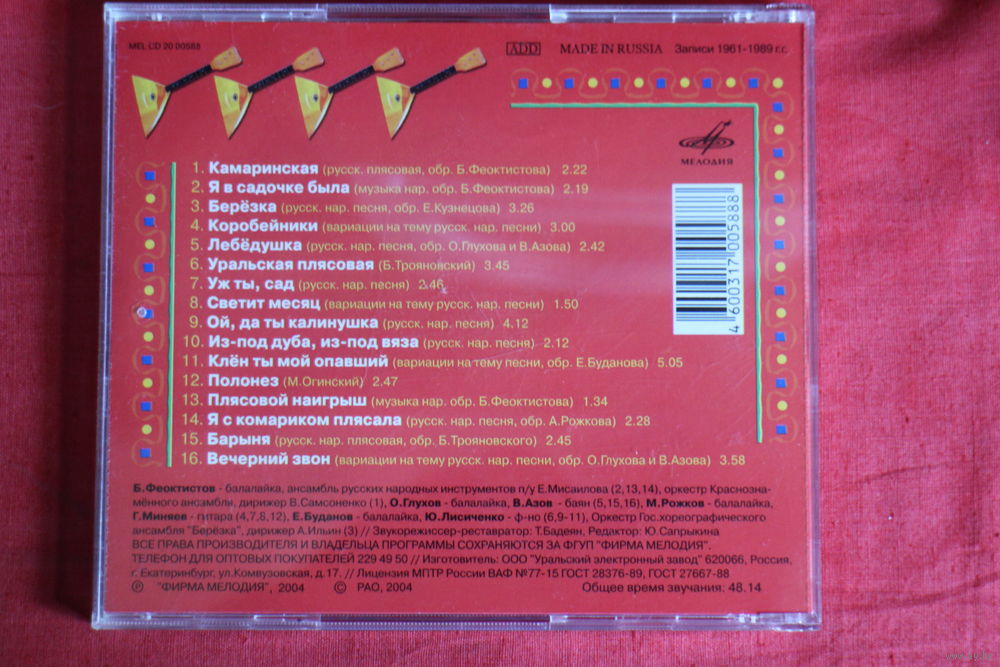 MEL CD 20 00588
ADD MADE IN RUSSIA Записи 1961-1989 г.г.
МЕЛОДИЯ
1. Камаринская (русск. плясовая, обр. Б.Феоктистова) 2.22
2. Я в садочке была (музыка нар. обр. Б.Феоктистова) 2.19
3. Берёзка (русск. нар. песня, обр. Е.Кузнецова) 3.26
4. Коробейники (вариации на тему русск. нар. песни) 3.00
5. Лебёдушка (русск. нар. песня, обр. О.Глухова и В.Азова) 2.42
6. Уральская плясовая (Б.Трояновский) 3.45
7. Уж ты, сад (русск. нар. песня) 2.46
8. Светит месяц (вариации на тему русск. нар. песни) 1.50
9. Ой, да ты калинушка (русск. нар. песня) 4.12
10. Из-под дуба, из-под вяза (русск. нар. песня) 2.12
11. Клён ты мой опавший (вариации на тему песни, обр. Е.Буданова) 5.05
12. Полонез (М.Огинский) 2.47
13. Плясовой наигрыш (музыка нар. обр. Б.Феоктистова) 1.34
14. Я с комариком плясала (русск. нар. песня, обр. А.Рожкова) 2.28
15. Барыня (русск. нар. плясовая, обр. Б.Трояновского) 2.45
16. Вечерний звон (вариации на тему русск. нар. песни, обр. О.Глухова и В.Азова) 3.58
4 600317 005888
Б.Феоктистов - балалайка, ансамбль русских народных инструментов п/у Е.Мисаилова (2,13,14), оркестр Краснозна-
мённого ансамбля, дирижер В.Самсоненко (1), О.Глухов - балалайка, В.Азов - баян (5,15,16), М.Рожков - балалайка,
Г.Миняев - гитара (4,7,8,12), Е.Буданов - балалайка, Ю.Лисиченко - ф-но (6,9-11), Оркестр Гос.хореографического
ансамбля "Берёзка", дирижер А.Ильин (3) // Звукорежиссер-реставратор: Т.Бадеян. Редактор: Ю.Сапрыкина
ВСЕ ПРАВА ПРОИЗВОДИТЕЛЯ И ВЛАДЕЛЬЦА ПРОГРАММЫ СОХРАНЯЮТСЯ ЗА ФГУП "ФИРМА МЕЛОДИЯ".
ТЕЛЕФОН ДЛЯ ОПТОВЫХ ПОКУПАТЕЛЕЙ 229 49 50 // Изготовитель: ООО "Уральский электронный завод" 620066, Россия,
г. Екатеринбург, ул.Комвузовская, д.17. // Лицензия МПТР России ВАФ №77-15 ГОСТ 28376-89, ГОСТ 27667-88
Ⓟ "ФИРМА МЕЛОДИЯ", 2004 © РАО, 2004 Общее время звучания: 48.14